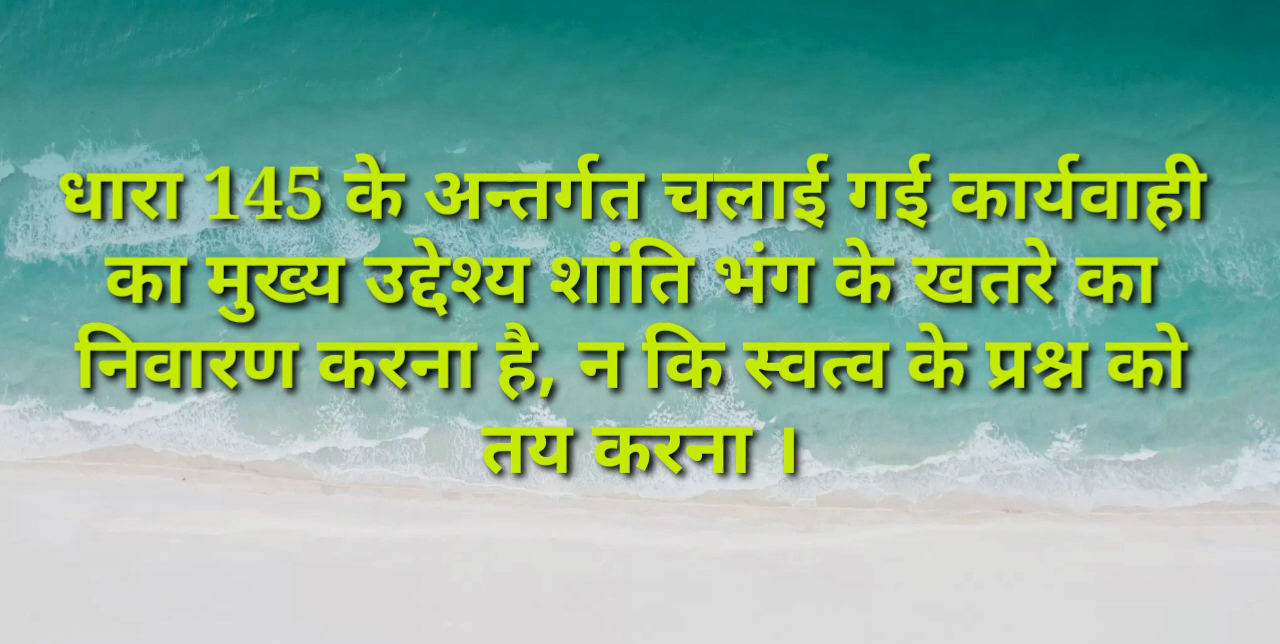 धारा 145 के अन्तर्गत चलाई गई कार्यवाही
का मुख्य उद्देश्य शांति भंग के खतरे का
निवारण करना है, न कि स्वत्व के प्रश्न को
तय करना ।